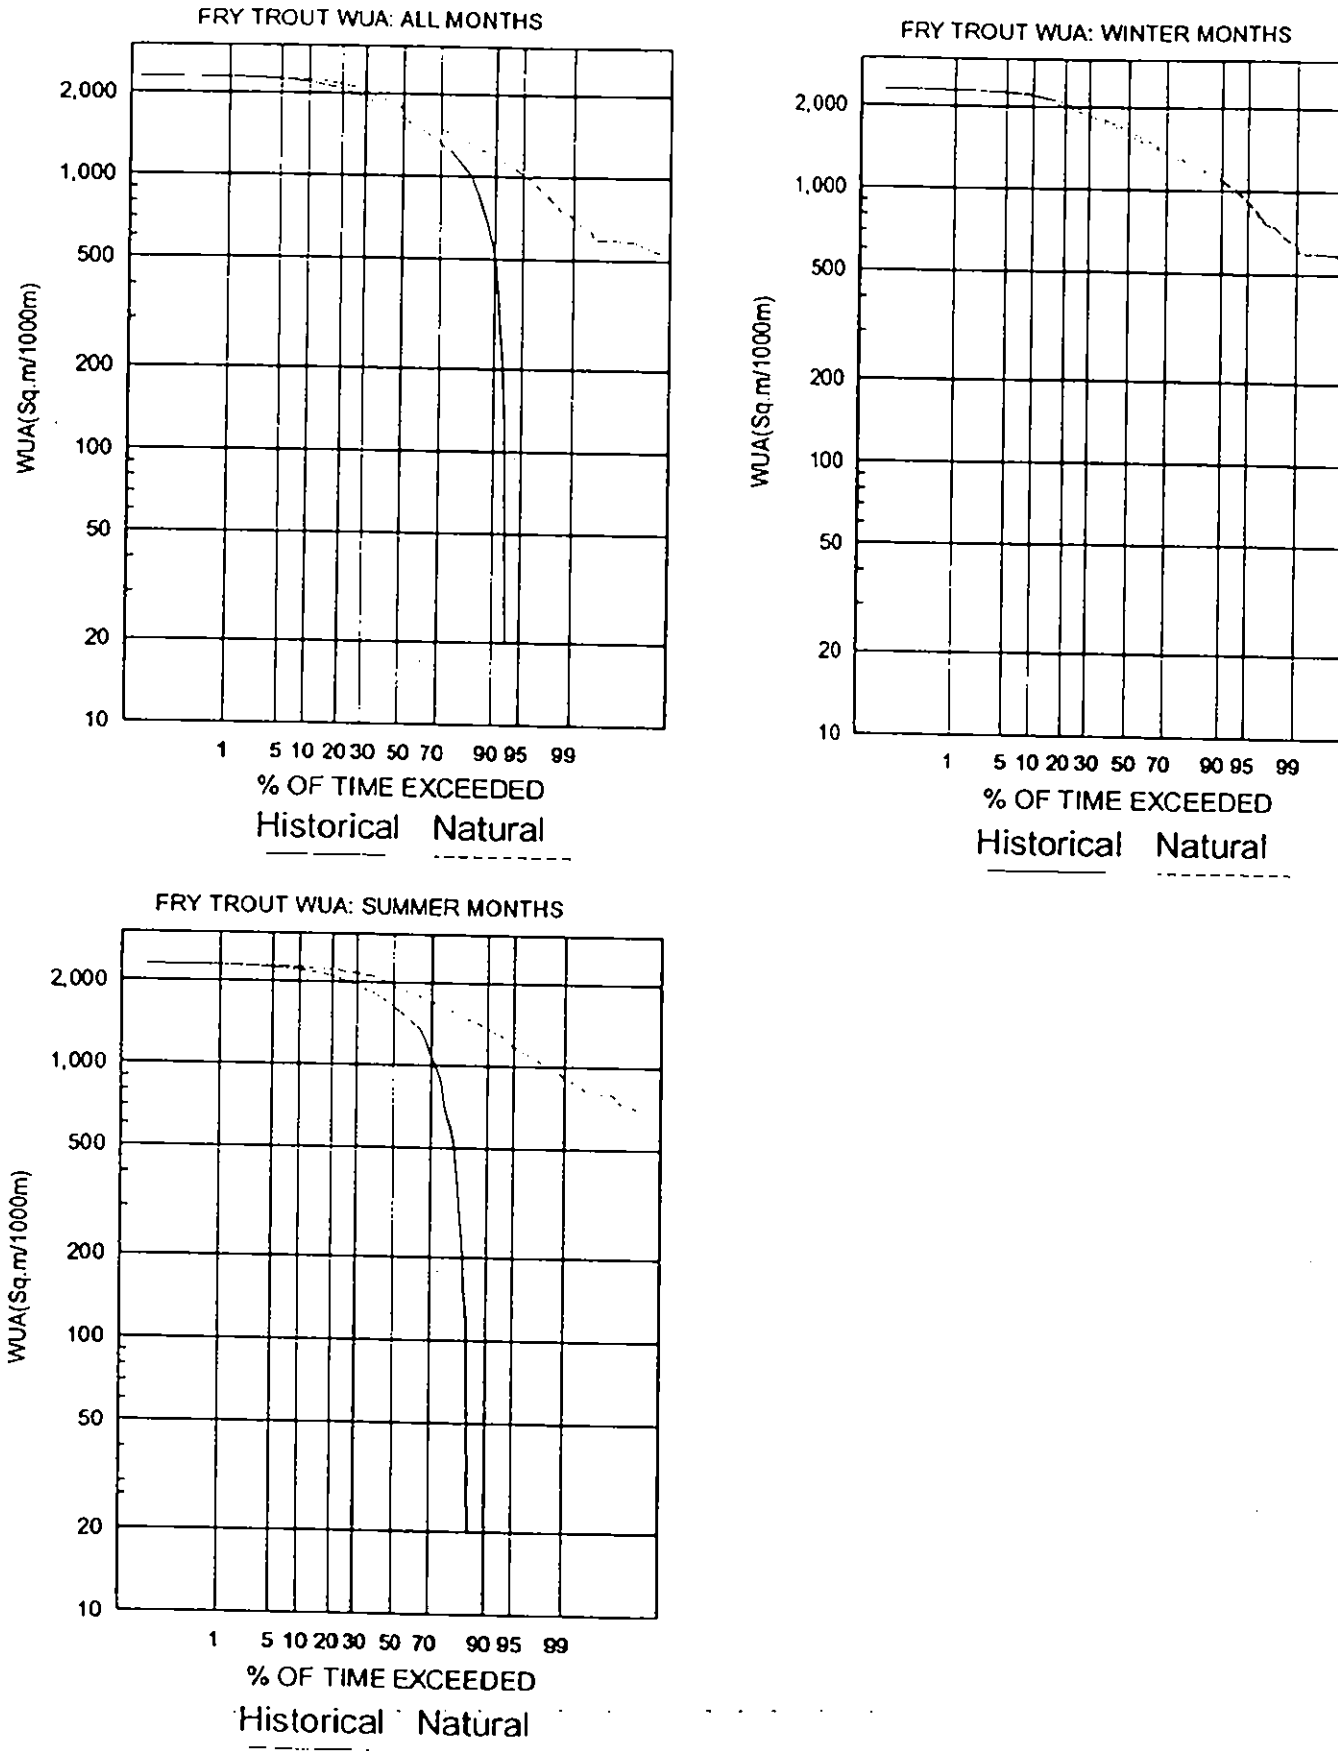 FRY TROUT WUA: ALL MONTHS
2,000
1,000
500
200
100
50
20
10
WUA(Sq.m/1000m)
1 5 10 20 30 50 70 90 95 99
% OF TIME EXCEEDED
Historical Natural
FRY TROUT WUA: WINTER MONTHS
2,000
1,000
500
200
100
50
20
10
WUA(Sq.m/1000m)
1 5 10 20 30 50 70 90 95 99
% OF TIME EXCEEDED
Historical Natural
FRY TROUT WUA: SUMMER MONTHS
2,000
1,000
500
200
100
50
20
10
WUA(Sq.m/1000m)
1 5 10 20 30 50 70 90 95 99
% OF TIME EXCEEDED
Historical Natural